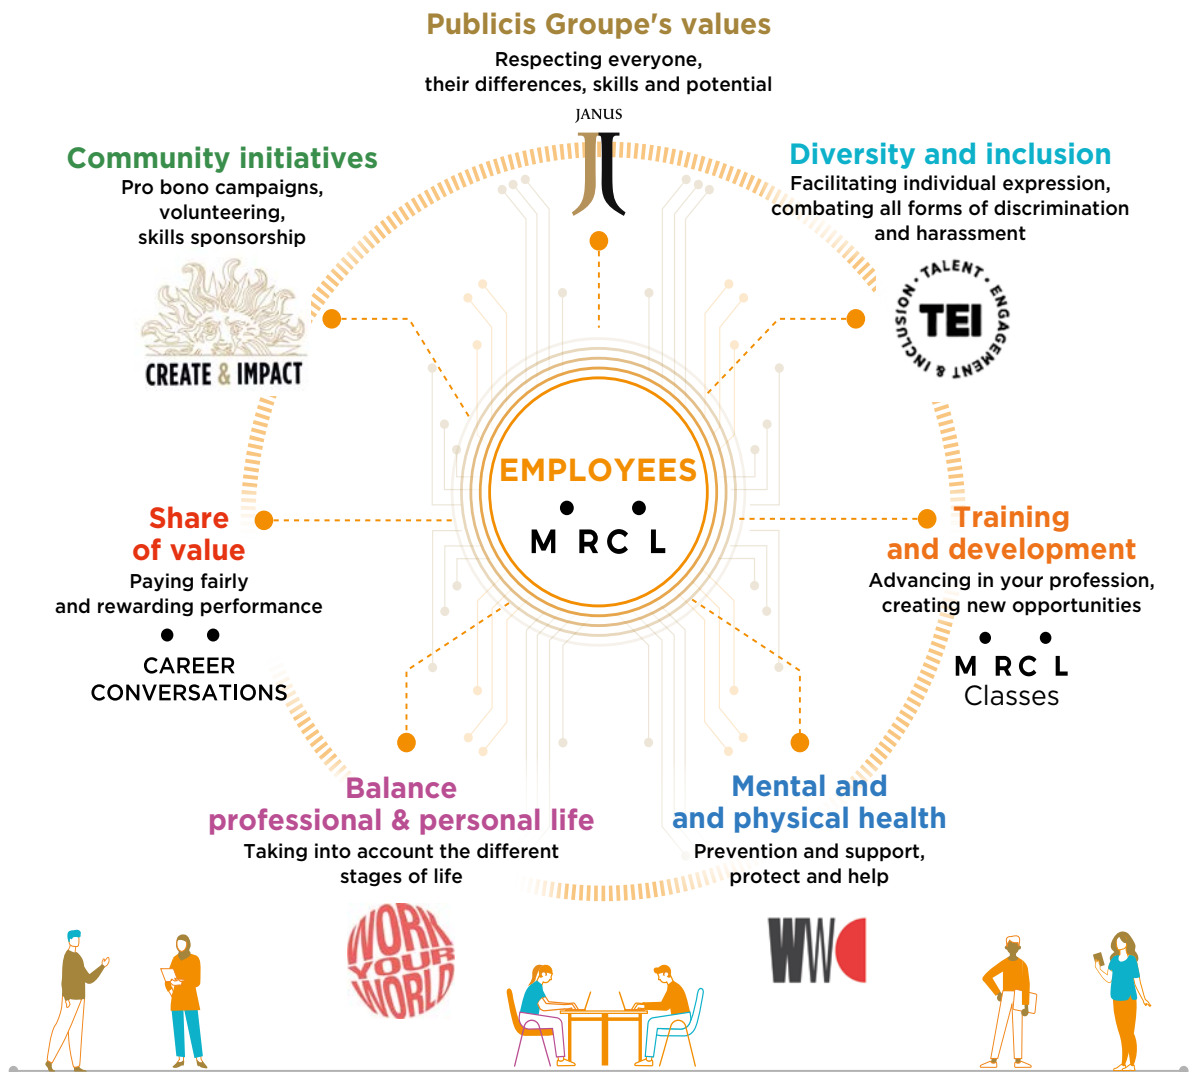 Publicis Groupe's values
Respecting everyone,
their differences, skills and potential
JANUS
Community initiatives
Pro bono campaigns,
volunteering,
skills sponsorship
CREATE & IMPACT
Diversity and inclusion
Facilitating individual expression,
combating all forms of discrimination
and harassment
TALENT · ENGAGEMENT & INCLUSION ·
TEI
EMPLOYEES
M RC L
Share
of value
Paying fairly
and rewarding performance
CAREER
CONVERSATIONS
Training
and development
Advancing in your profession,
creating new opportunities
M RC L
Classes
Balance
professional & personal life
Taking into account the different
stages of life
WORK
YOUR
WORLD
Mental and
and physical health
Prevention and support,
protect and help
WWC